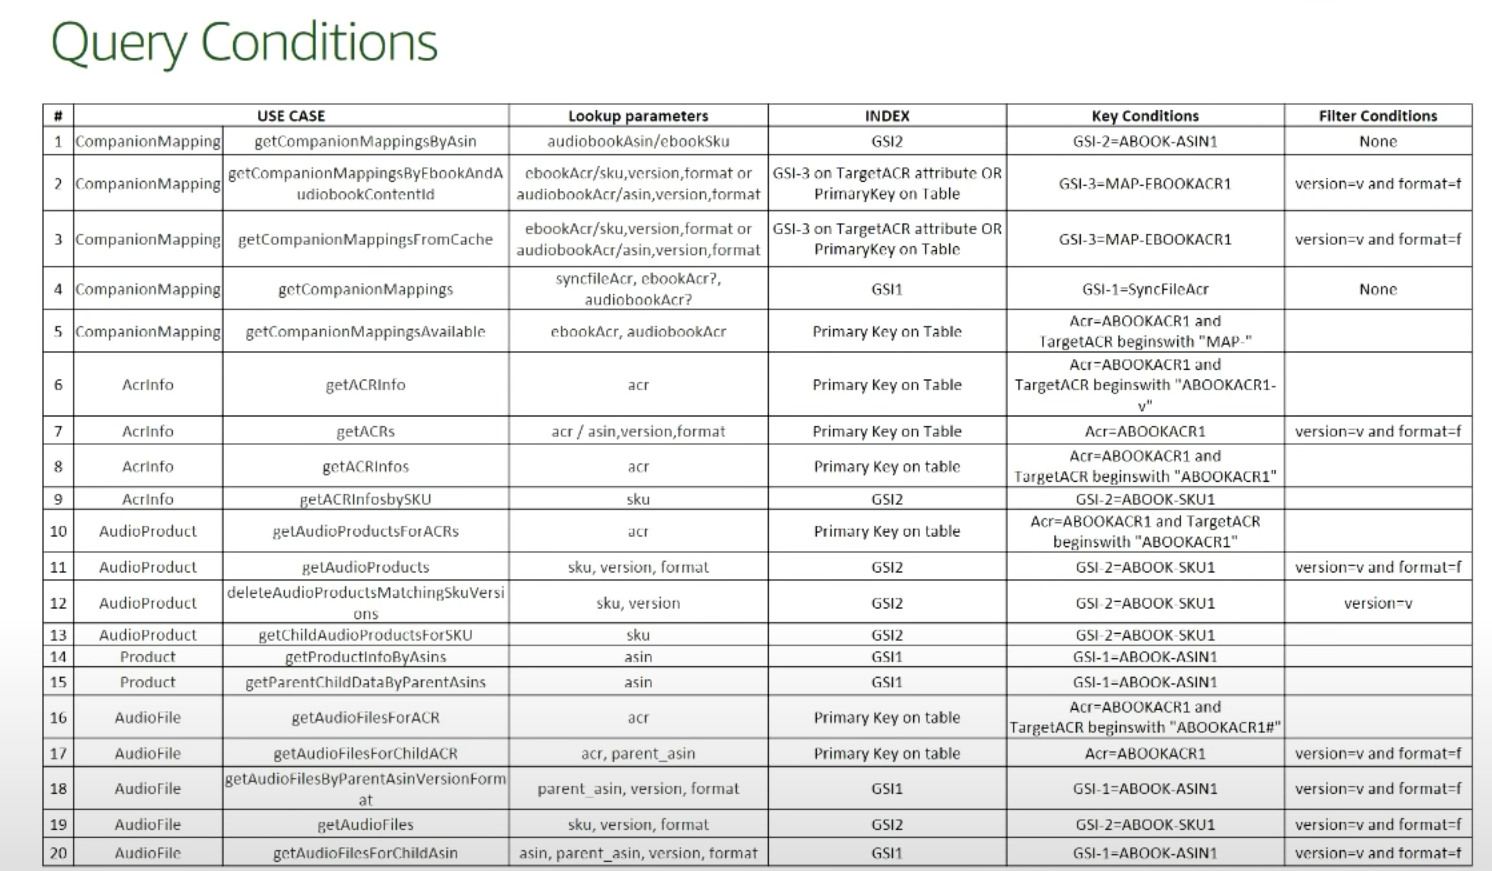 Query Conditions
# USE CASE Lookup parameters INDEX Key Conditions Filter Conditions
1 CompanionMapping getCompanionMappingsByAsin audiobookAsin/ebookSku GSI2 GSI-2=ABOOK-ASIN1 None
2 CompanionMapping getCompanionMappingsByEbookAndA
udiobookContentId ebookAcr/sku,version,format or
audiobookAcr/asin,version,format GSI-3 on TargetACR attribute OR
PrimaryKey on Table GSI-3=MAP-EBOOKACR1 version=v and format=f
3 CompanionMapping getCompanionMappingsFromCache ebookAcr/sku,version,format or
audiobookAcr/asin,version,format GSI-3 on TargetACR attribute OR
PrimaryKey on Table GSI-3=MAP-EBOOKACR1 version=v and format=f
4 CompanionMapping getCompanionMappings syncfileAcr, ebookAcr?,
audiobookAcr? GSI1 GSI-1=SyncFileAcr None
5 CompanionMapping getCompanionMappingsAvailable ebookAcr, audiobookAcr Primary Key on Table Acr=ABOOKACR1 and
TargetACR beginswith "MAP-"
6 AcrInfo getACRInfo acr Primary Key on Table Acr=ABOOKACR1 and
TargetACR beginswith "ABOOKACR1-
v"
7 AcrInfo getACRs acr / asin,version,format Primary Key on Table Acr=ABOOKACR1 version=v and format=f
8 AcrInfo getACRInfos acr Primary Key on table Acr=ABOOKACR1 and
TargetACR beginswith "ABOOKACR1"
9 AcrInfo getACRInfosbySKU sku GSI2 GSI-2=ABOOK-SKU1
10 AudioProduct getAudioProductsForACRs acr Primary Key on table Acr=ABOOKACR1 and TargetACR
beginswith "ABOOKACR1"
11 AudioProduct getAudioProducts sku, version, format GSI2 GSI-2=ABOOK-SKU1 version=v and format=f
12 AudioProduct deleteAudioProductsMatchingSkuVersi
ons sku, version GSI2 GSI-2=ABOOK-SKU1 version=v
13 AudioProduct getChildAudioProductsForSKU sku GSI2 GSI-2=ABOOK-SKU1
14 Product getProductInfoByAsins asin GSI1 GSI-1=ABOOK-ASIN1
15 Product getParentChildDataByParentAsins asin GSI1 GSI-1=ABOOK-ASIN1
16 AudioFile getAudioFilesForACR acr Primary Key on table Acr=ABOOKACR1 and
TargetACR beginswith "ABOOKACR1#"
17 AudioFile getAudioFilesForChildACR acr, parent_asin Primary Key on table Acr=ABOOKACR1 version=v and format=f
18 AudioFile getAudioFilesByParentAsinVersionForm
at parent_asin, version, format GSI1 GSI-1=ABOOK-ASIN1 version=v and format=f
19 AudioFile getAudioFiles sku, version, format GSI2 GSI-2=ABOOK-SKU1 version=v and format=f
20 AudioFile getAudioFilesForChildAsin asin, parent_asin, version, format GSI1 GSI-1=ABOOK-ASIN1 version=v and format=f